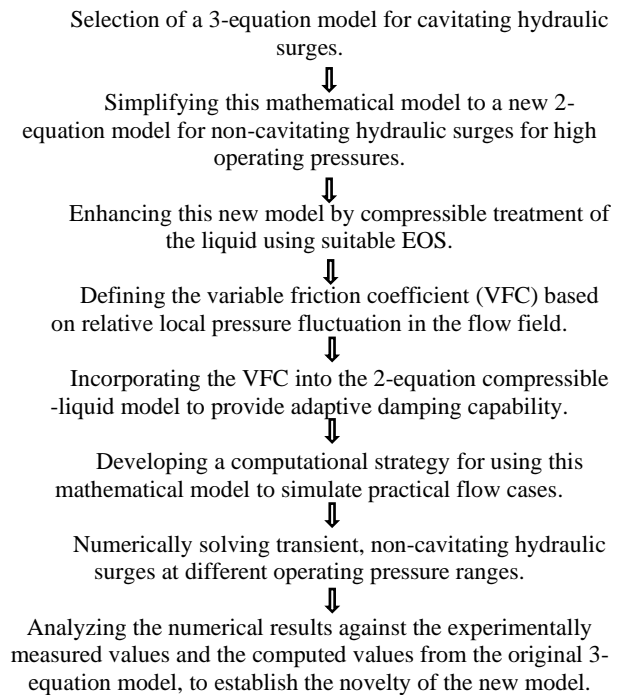 Selection of a 3-equation model for cavitating hydraulic
surges.
⇓
Simplifying this mathematical model to a new 2-
equation model for non-cavitating hydraulic surges for high
operating pressures.
⇓
Enhancing this new model by compressible treatment of
the liquid using suitable EOS.
⇓
Defining the variable friction coefficient (VFC) based
on relative local pressure fluctuation in the flow field.
⇓
Incorporating the VFC into the 2-equation compressible
-liquid model to provide adaptive damping capability.
⇓
Developing a computational strategy for using this
mathematical model to simulate practical flow cases.
⇓
Numerically solving transient, non-cavitating hydraulic
surges at different operating pressure ranges.
⇓
Analyzing the numerical results against the experimentally
measured values and the computed values from the original 3-
equation model, to establish the novelty of the new model.